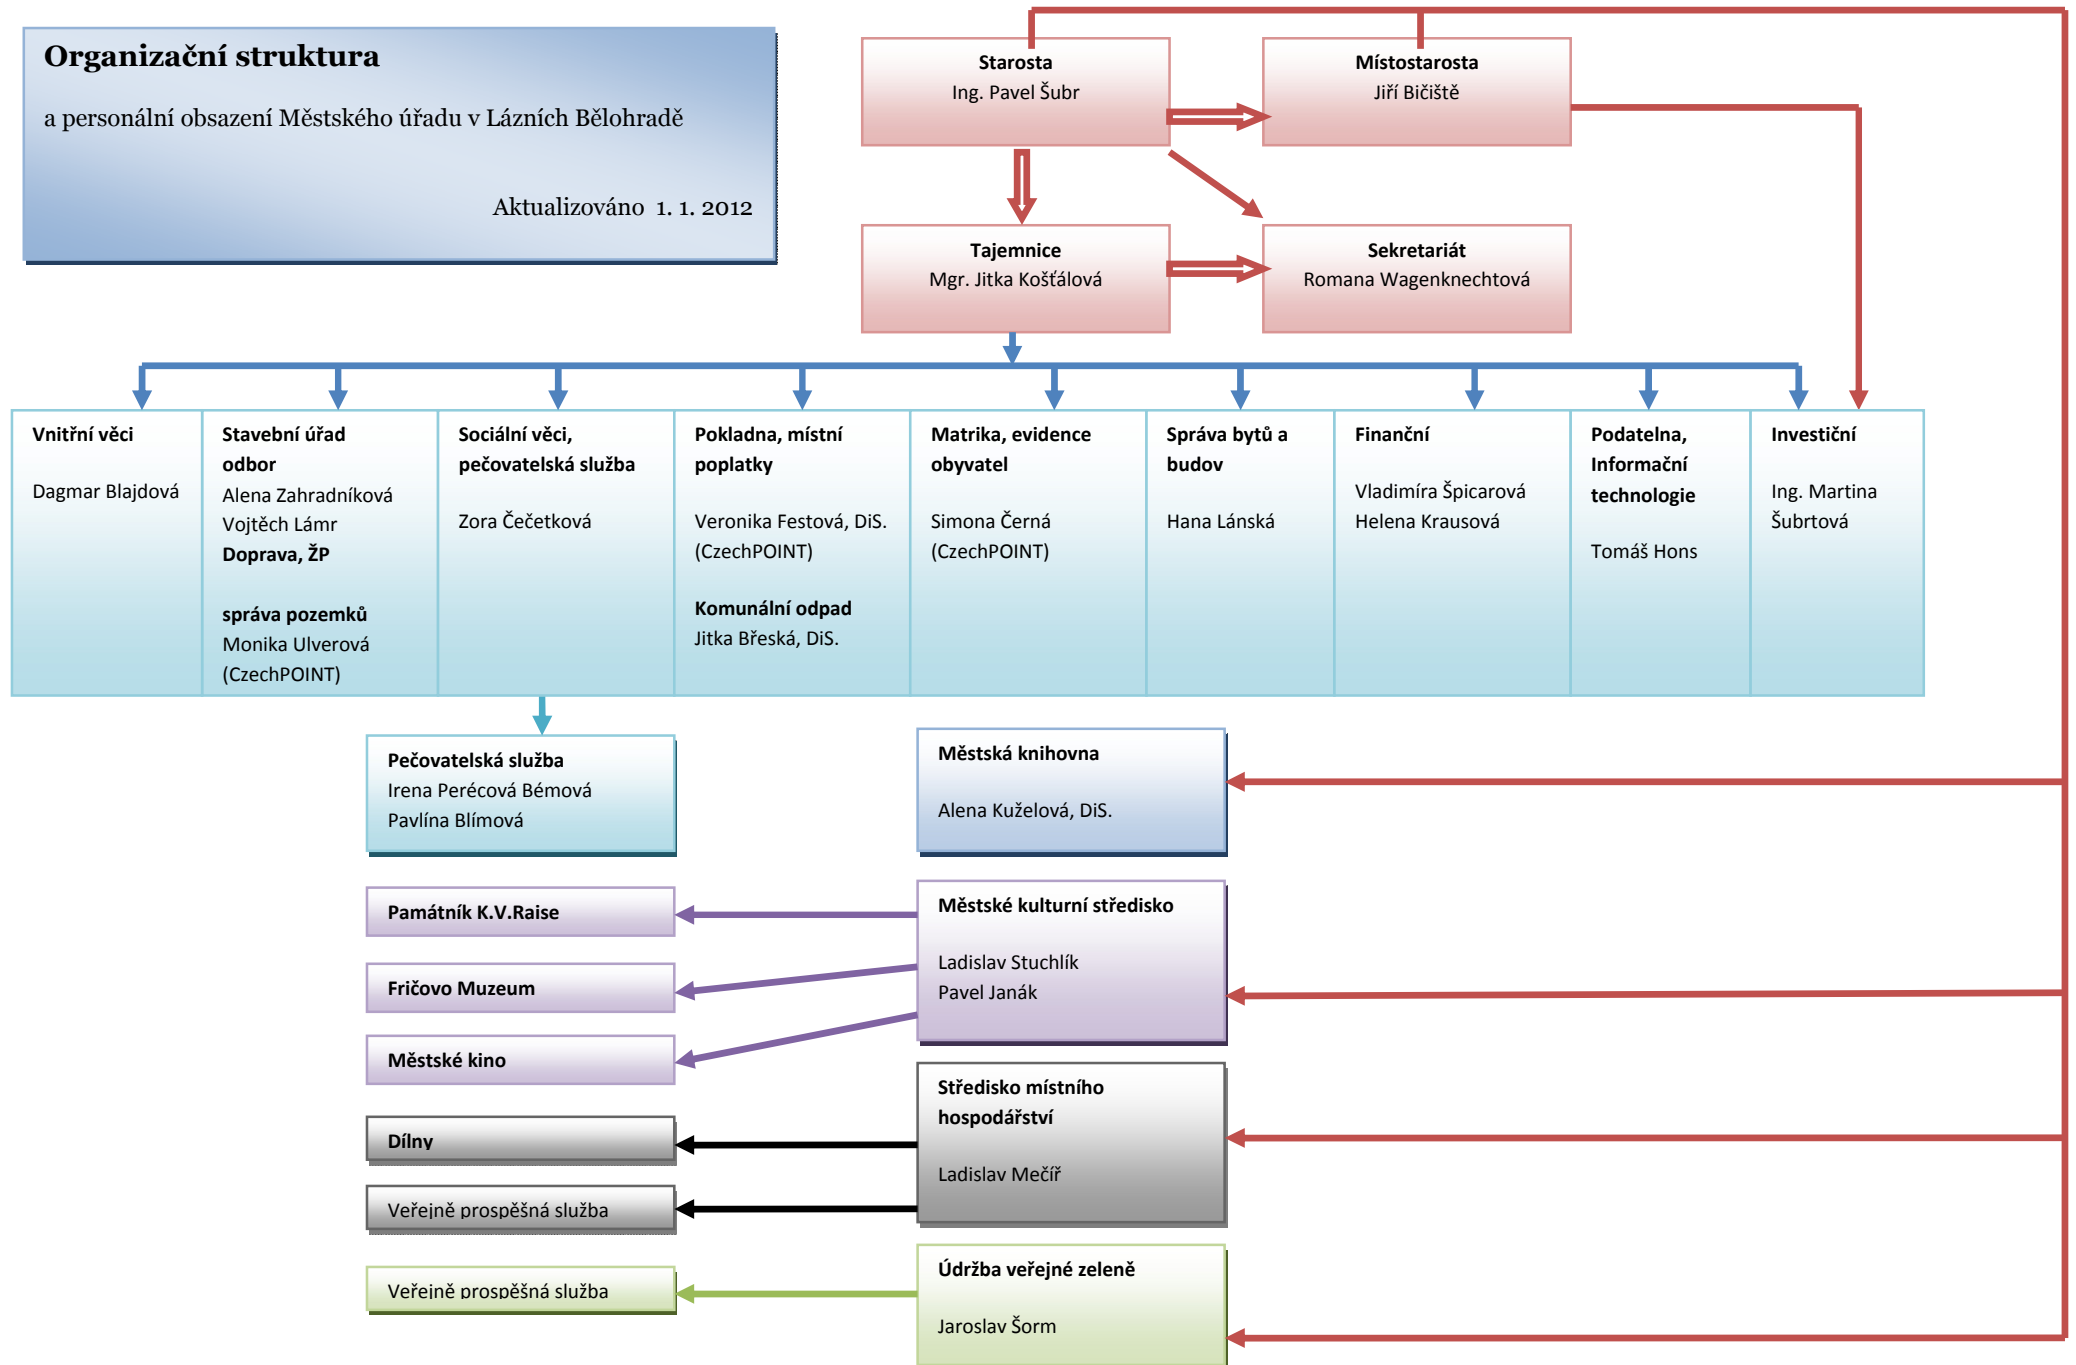 Organizační struktura
a personální obsazení Městského úřadu v Lázních Bělohradě
Aktualizováno 1. 1. 2012
Starosta
Ing. Pavel Šubr
Místostarosta
Jiří Bičiště
Tajemnice
Mgr. Jitka Košťálová
Sekretariát
Romana Wagenknechtová
Vnitřní věci
Dagmar Blajdová
Stavební úřad
odbor
Alena Zahradníková
Vojtěch Lámr
Doprava, ŽP
správa pozemků
Monika Ulverová
(CzechPOINT)
Sociální věci,
pečovatelská služba
Zora Čečetková
Pokladna, místní
poplatky
Veronika Festová, DiS.
(CzechPOINT)
Komunální odpad
Jitka Břeská, DiS.
Matrika, evidence
obyvatel
Simona Černá
(CzechPOINT)
Správa bytů a
budov
Hana Lánská
Finanční
Vladimíra Špicarová
Helena Krausová
Podatelna,
Informační
technologie
Tomáš Hons
Investiční
Ing. Martina
Šubrtová
Pečovatelská služba
Irena Perécová Bémová
Pavlína Blímová
Městská knihovna
Alena Kuželová, DiS.
Památník K.V.Raise
Fričovo Muzeum
Městské kino
Městské kulturní středisko
Ladislav Stuchlík
Pavel Janák
Dílny
Veřejně prospěšná služba
Středisko místního
hospodářství
Ladislav Mečíř
Veřejně prospěšná služba
Údržba veřejné zeleně
Jaroslav Šorm